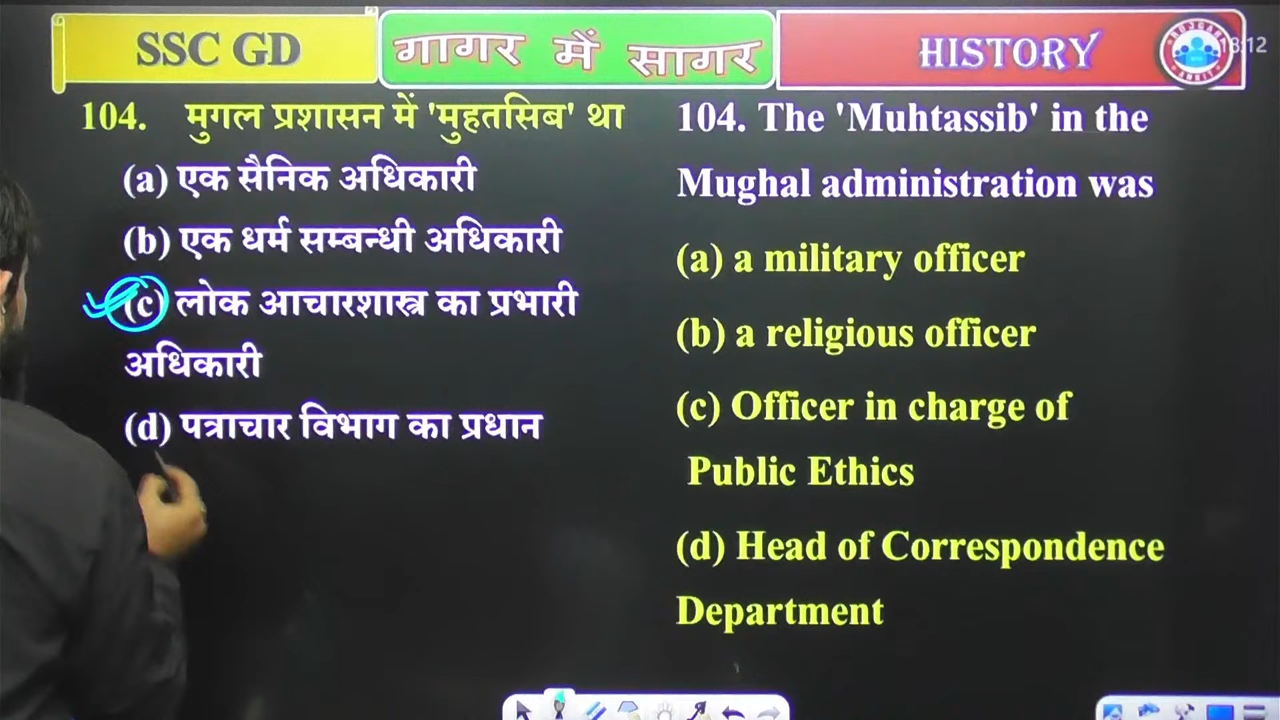 SSC GD
गागर में सागर
HISTORY
18:12
104. मुगल प्रशासन में 'मुहतसिब' था
(a) एक सैनिक अधिकारी
(b) एक धर्म सम्बन्धी अधिकारी
(c) लोक आचारशास्त्र का प्रभारी
अधिकारी
(d) पत्राचार विभाग का प्रधान
104. The 'Muhtassib' in the
Mughal administration was
(a) a military officer
(b) a religious officer
(c) Officer in charge of
Public Ethics
(d) Head of Correspondence
Department